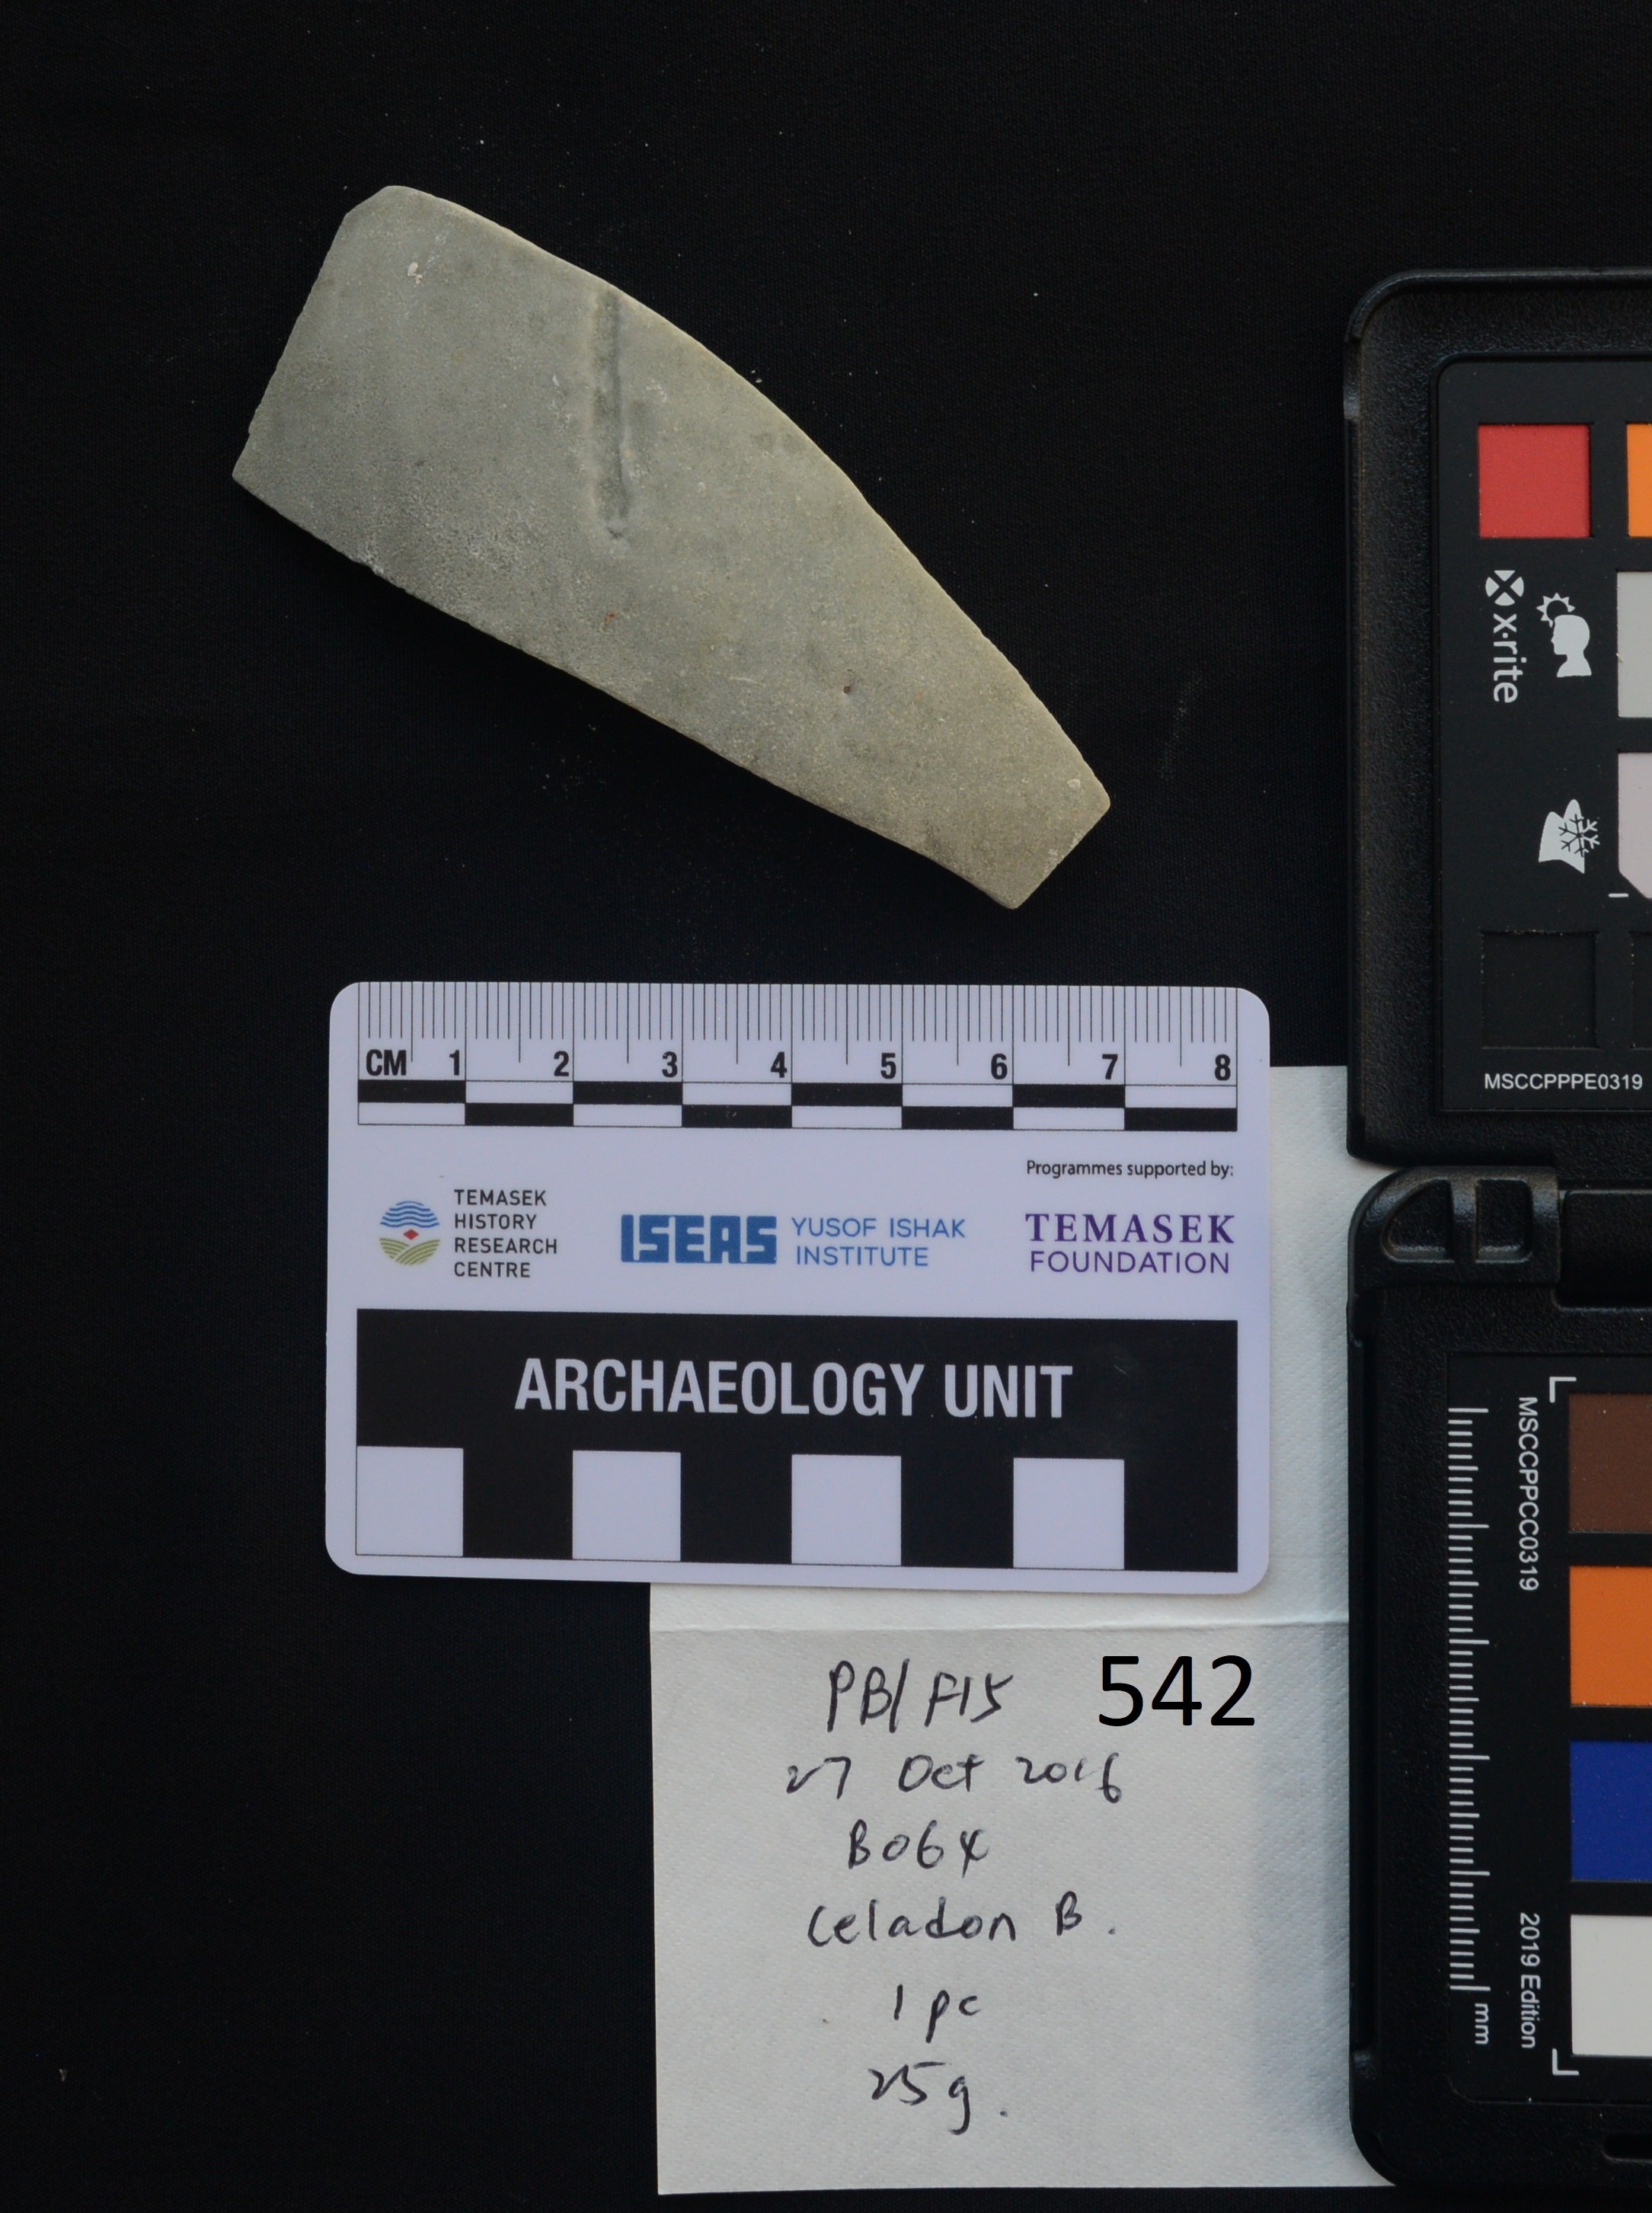 x·rite
MSCCPPPE0319
CM 1 2 3 4 5 6 7 8
Programmes supported by:
TEMASEK
HISTORY
RESEARCH
CENTRE
ISEAS
YUSOF ISHAK
INSTITUTE
TEMASEK
FOUNDATION
ARCHAEOLOGY UNIT
MSCCPPCC0319
2019 Edition
mm
PB/F15 542
27 Oct 2016
B064
Celadon B.
1 pc
25g.